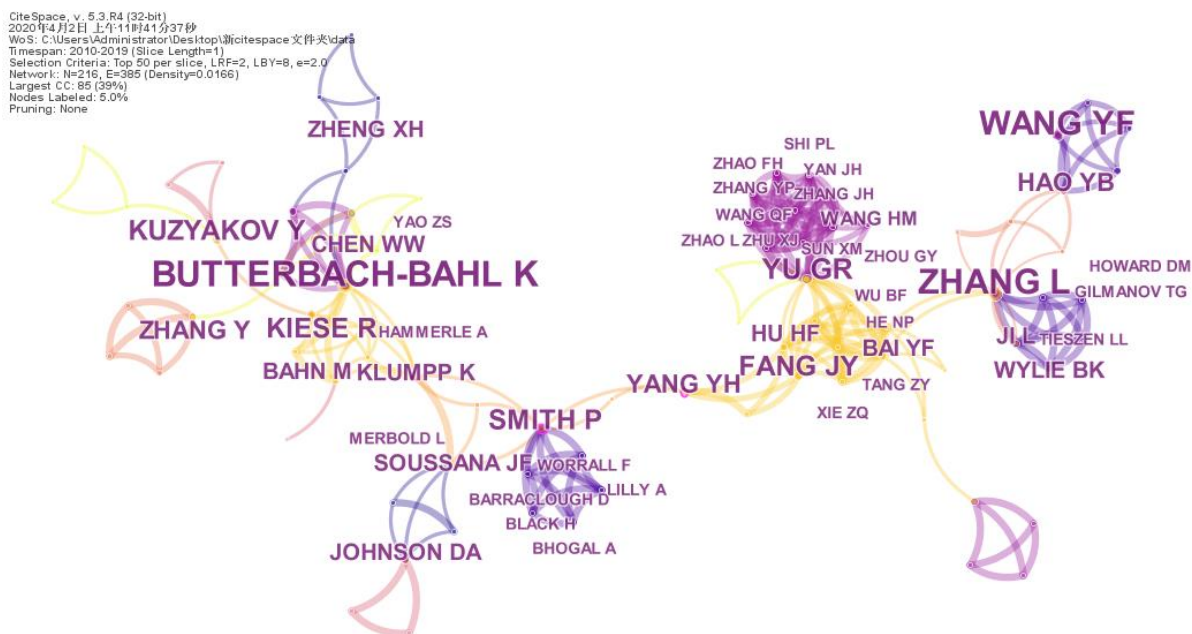 CiteSpace, v. 5.3.R4 (32-bit)
2020年4月2日 上午11时41分37秒
WoS: C:\Users\Administrator\Desktop\新citespace文件夹\data
Timespan: 2010-2019 (Slice Length=1)
Selection Criteria: Top 50 per slice, LRF=2, LBY=8, e=2.0
Network: N=216, E=385 (Density=0.0166)
Largest CC: 85 (39%)
Nodes Labeled: 5.0%
Pruning: None
ZHENG XH
KUZYAKOV Y
YAO ZS
CHEN WW
BUTTERBACH-BAHL K
ZHANG Y
KIESE R
HAMMERLE A
BAHN M
KLUMPP K
MERBOLD L
SMITH P
SOUSSANA JF
WORRALL F
LILLY A
BARRACLOUGH D
BLACK H
BHOGAL A
JOHNSON DA
YANG YH
SHI PL
ZHAO FH
YAN JH
ZHANG YP
ZHANG JH
WANG QF
WANG HM
ZHAO L
ZHU XJ
SUN XM
ZHOU GY
YU GR
WU BF
HE NP
HU HF
BAI YF
FANG JY
TANG ZY
XIE ZQ
WANG YF
HAO YB
ZHANG L
HOWARD DM
GILMANOV TG
JI L
TIESZEN LL
WYLIE BK